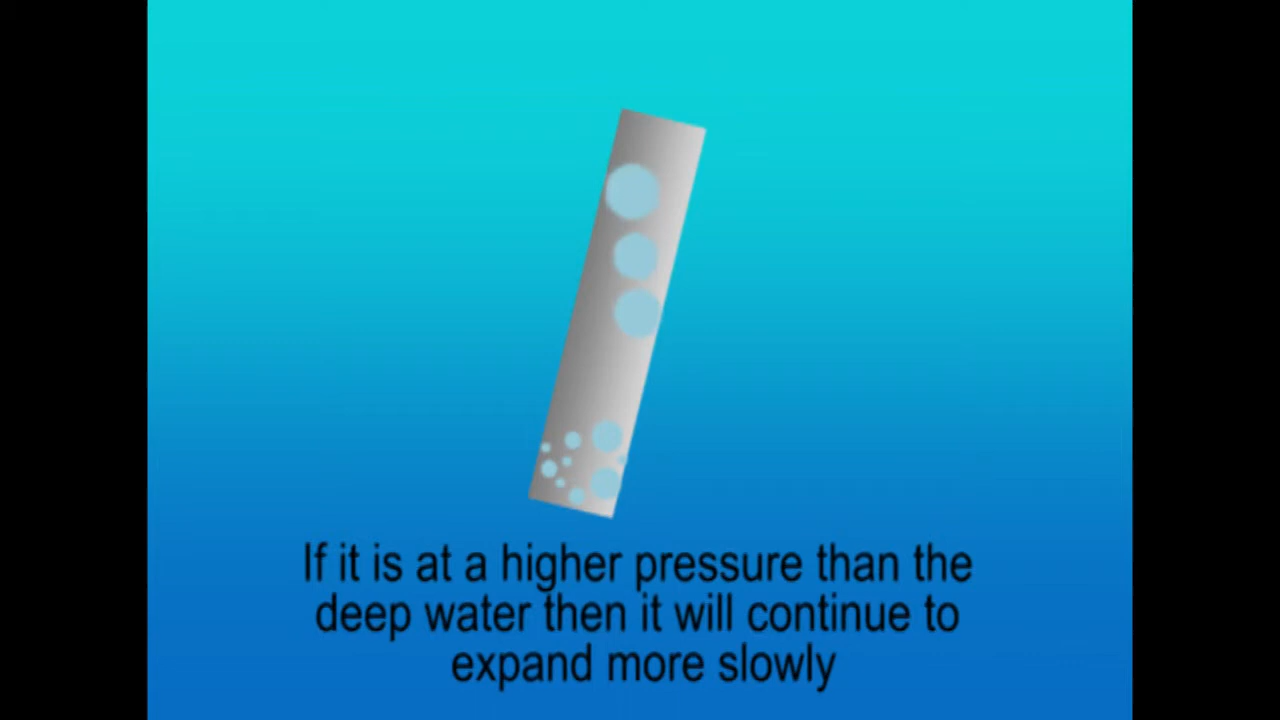 If it is at a higher pressure than the
deep water then it will continue to
expand more slowly